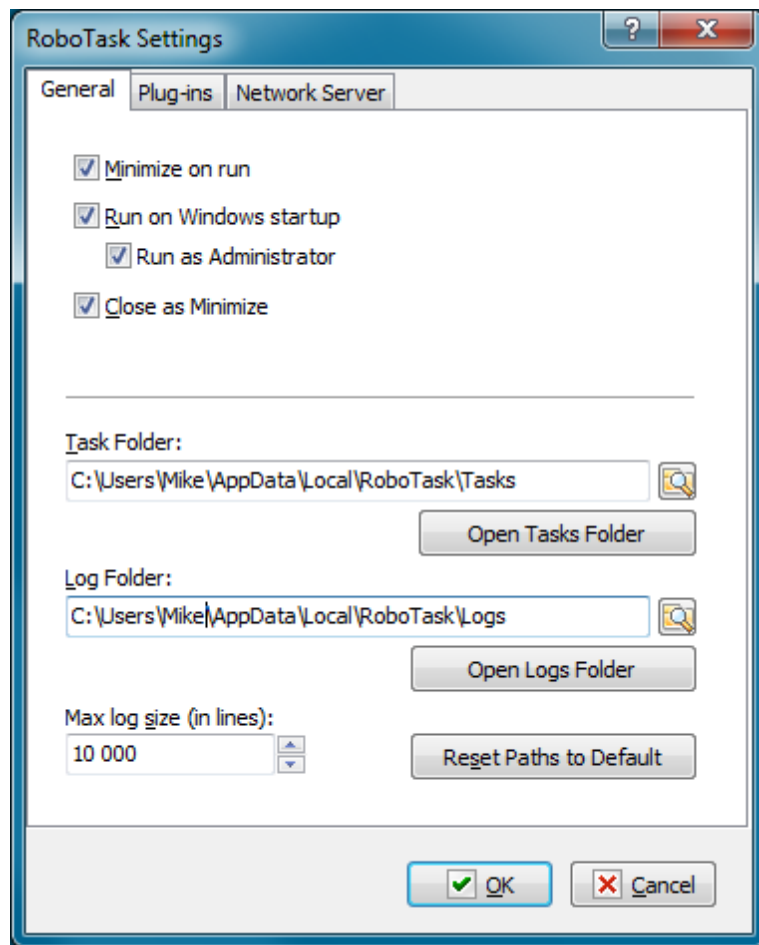 RoboTask Settings
General Plug-ins Network Server
Minimize on run
Run on Windows startup
Run as Administrator
Close as Minimize
Task Folder:
C:\Users\Mike\AppData\Local\RoboTask\Tasks
Open Tasks Folder
Log Folder:
C:\Users\Mike\AppData\Local\RoboTask\Logs
Open Logs Folder
Max log size (in lines):
10 000
Reset Paths to Default
OK Cancel